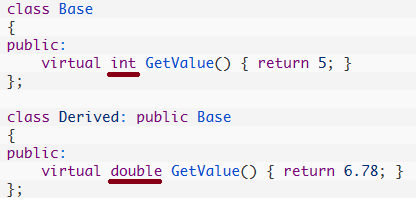 class Base
{
public:
    virtual int GetValue() { return 5; }
};
class Derived: public Base
{
public:
    virtual double GetValue() { return 6.78; }
};